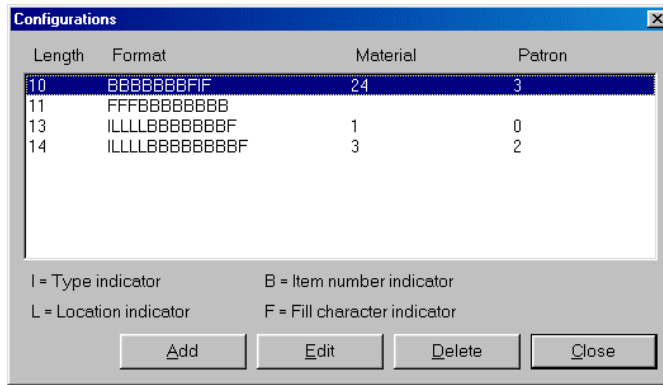 Configurations
Length Format Material Patron
10 BBBBBBBFIF 24 3
11 FFFBBBBBBBB
13 ILLLLBBBBBBBF 1 0
14 ILLLLBBBBBBBBF 3 2
I = Type indicator B = Item number indicator
L = Location indicator F = Fill character indicator
Add Edit Delete Close